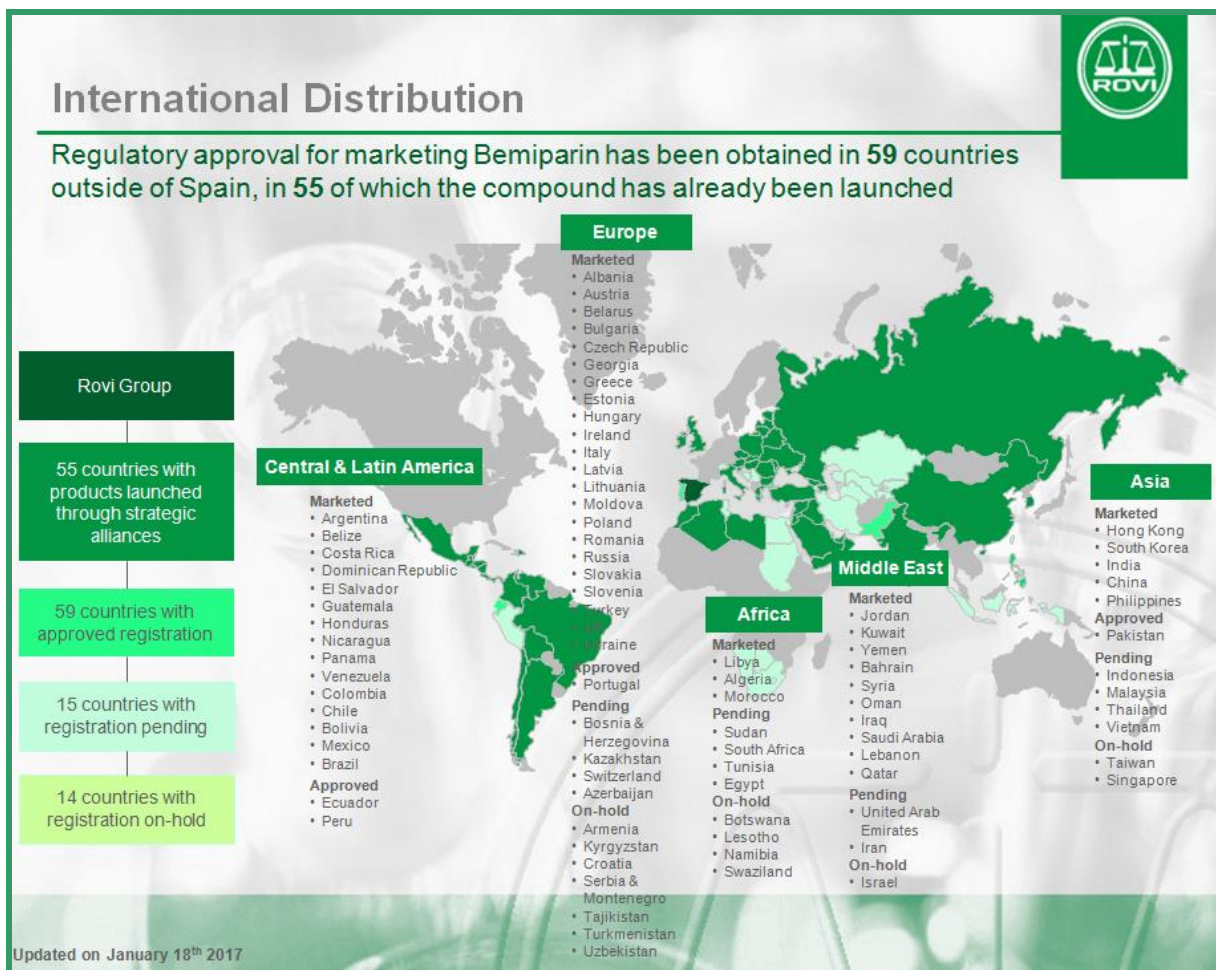 ROVI
International Distribution
Regulatory approval for marketing Bemiparin has been obtained in 59 countries
outside of Spain, in 55 of which the compound has already been launched
Rovi Group
55 countries with
products launched
through strategic
alliances
59 countries with
approved registration
15 countries with
registration pending
14 countries with
registration on-hold
Central & Latin America
Marketed
• Argentina
• Belize
• Costa Rica
• Dominican Republic
• El Salvador
• Guatemala
• Honduras
• Nicaragua
• Panama
• Venezuela
• Colombia
• Chile
• Bolivia
• Mexico
• Brazil
Approved
• Ecuador
• Peru
Europe
Marketed
• Albania
• Austria
• Belarus
• Bulgaria
• Czech Republic
• Georgia
• Greece
• Estonia
• Hungary
• Ireland
• Italy
• Latvia
• Lithuania
• Moldova
• Poland
• Romania
• Russia
• Slovakia
• Slovenia
• Turkey
• Ukraine
Approved
• Portugal
Pending
• Bosnia &
Herzegovina
• Kazakhstan
• Switzerland
• Azerbaijan
On-hold
• Armenia
• Kyrgyzstan
• Croatia
• Serbia &
Montenegro
• Tajikistan
• Turkmenistan
• Uzbekistan
Africa
Marketed
• Libya
• Algeria
• Morocco
Pending
• Sudan
• South Africa
• Tunisia
• Egypt
On-hold
• Botswana
• Lesotho
• Namibia
• Swaziland
Middle East
Marketed
• Jordan
• Kuwait
• Yemen
• Bahrain
• Syria
• Oman
• Iraq
• Saudi Arabia
• Lebanon
• Qatar
Pending
• United Arab
Emirates
• Iran
On-hold
• Israel
Asia
Marketed
• Hong Kong
• South Korea
• India
• China
• Philippines
Approved
• Pakistan
Pending
• Indonesia
• Malaysia
• Thailand
• Vietnam
On-hold
• Taiwan
• Singapore
Updated on January 18th 2017